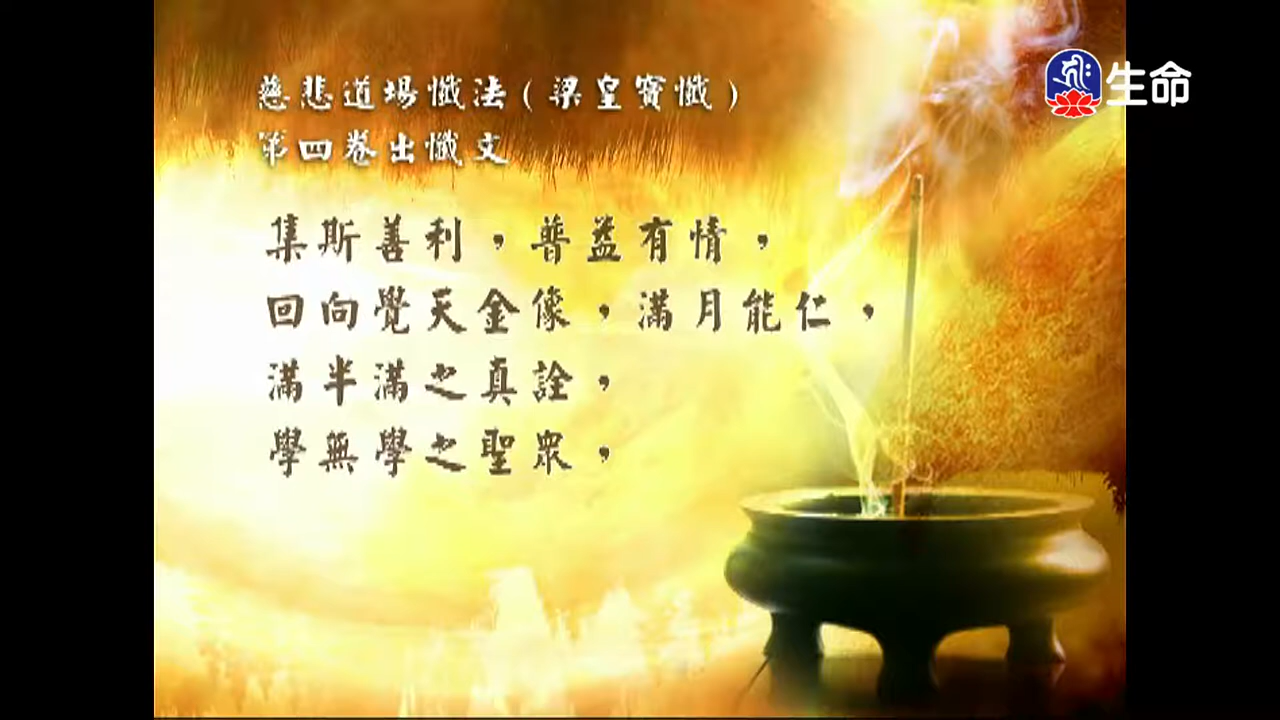 慈悲道場懺法(梁皇寶懺)
第四卷出懺文
生命
集斯善利,普益有情,
回向覺天金像,滿月能仁,
滿半滿之真詮,
學無學之聖眾,